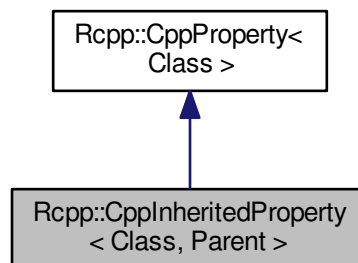 Rcpp::CppProperty<
Class >
Rcpp::CppInheritedProperty
< Class, Parent >